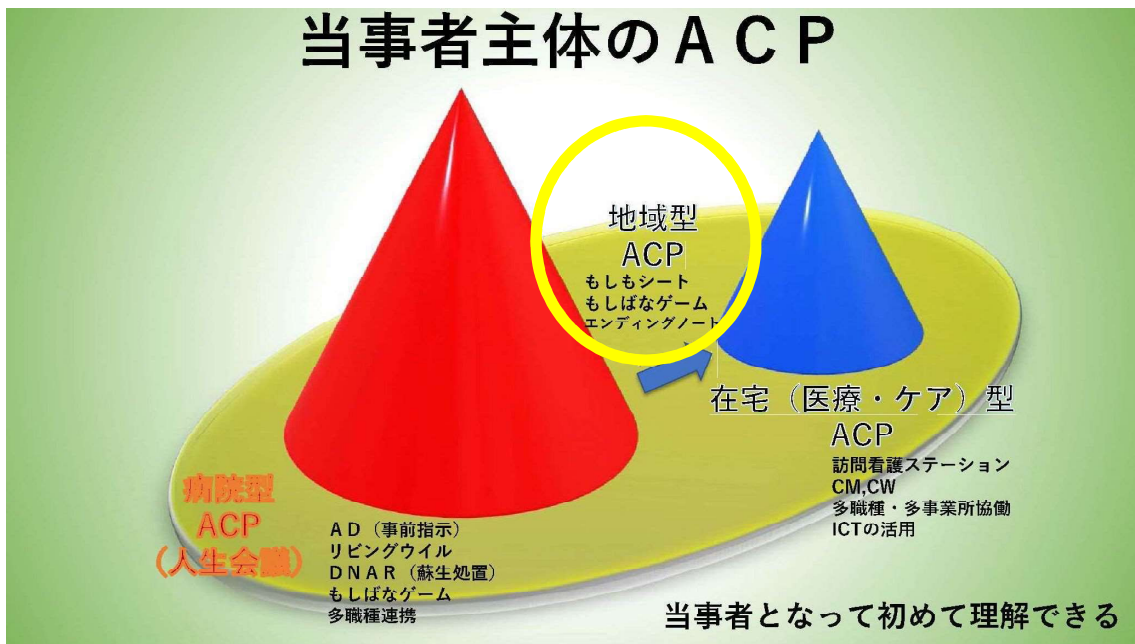 当事者主体のＡＣＰ
地域型
ACP
もしもシート
もしばなゲーム
エンディングノート
在宅（医療・ケア）型
ACP
訪問看護ステーション
CM,CW
多職種・多事業所協働
ICTの活用
病院型
ACP
（人生会議）
ＡＤ（事前指示）
リビングウイル
ＤＮＡＲ（蘇生処置）
もしばなゲーム
多職種連携
当事者となって初めて理解できる